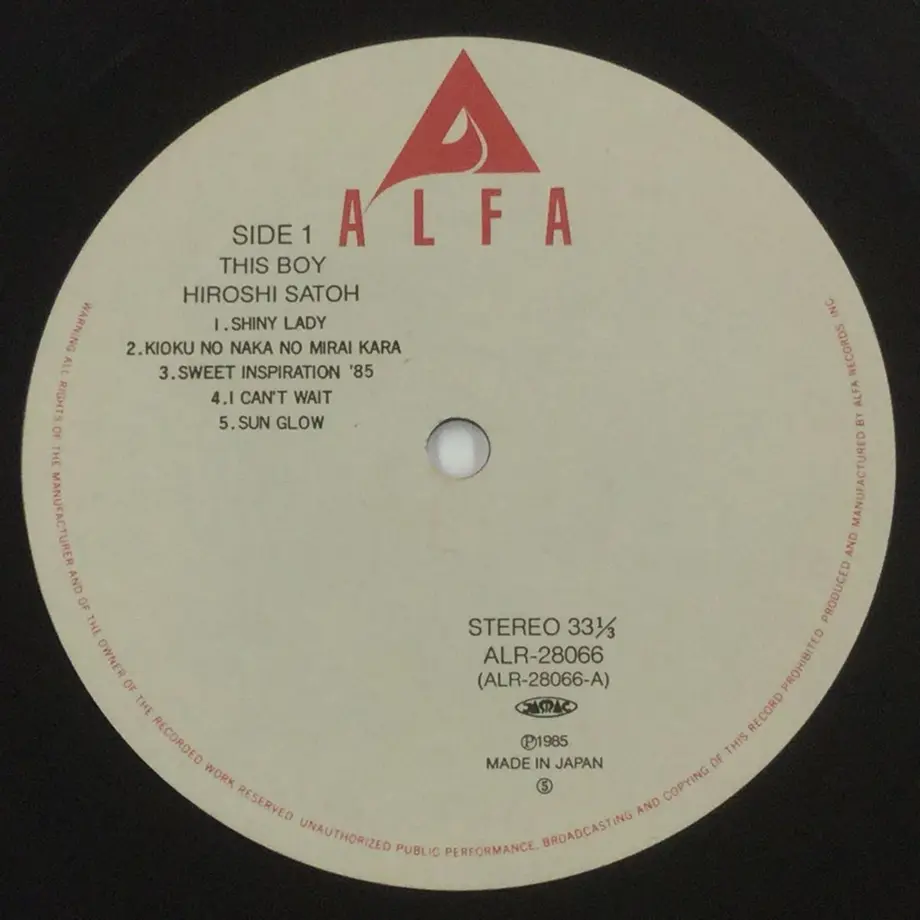 ALFA
SIDE 1
THIS BOY
HIROSHI SATOH
1.SHINY LADY
2.KIOKU NO NAKA NO MIRAI KARA
3.SWEET INSPIRATION '85
4.I CAN'T WAIT
5.SUN GLOW
STEREO 33⅓
ALR-28066
(ALR-28066-A)
JASRAC
Ⓟ1985
MADE IN JAPAN
Ⓢ
WARNING ALL RIGHTS OF THE MANUFACTURER AND OF THE OWNER OF THE RECORDED WORK RESERVED UNAUTHORIZED PUBLIC PERFORMANCE, BROADCASTING AND COPYING OF THIS RECORD PROHIBITED PRODUCED AND MANUFACTURED BY ALFA RECORDS, INC.